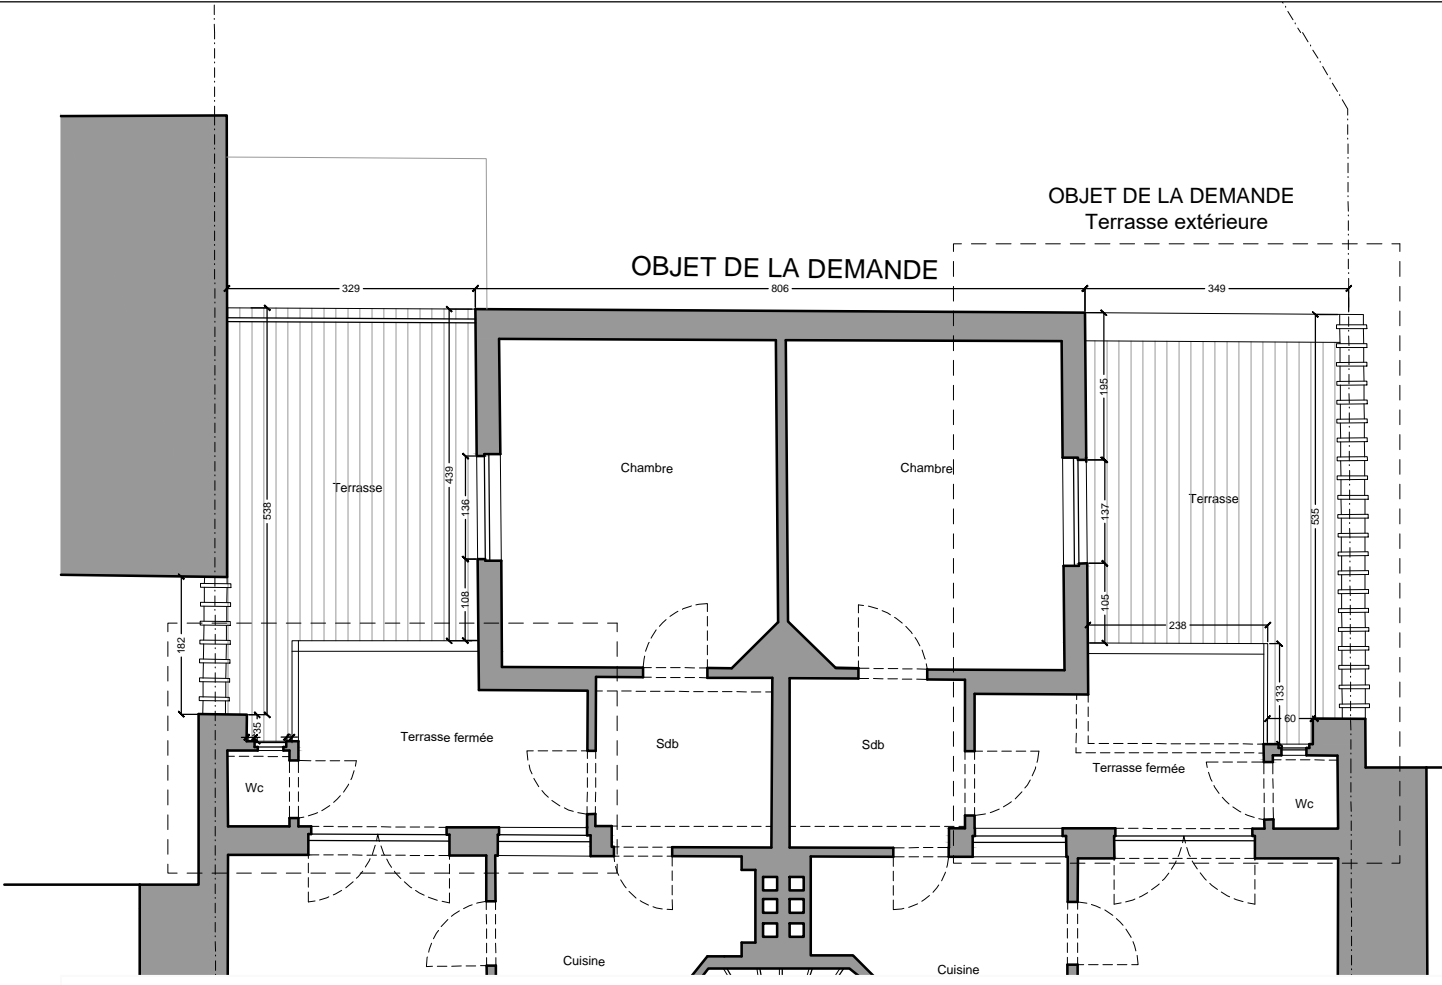 OBJET DE LA DEMANDE
Terrasse extérieure
OBJET DE LA DEMANDE
329
806
349
195
439
Chambre
Chambre
Terrasse
Terrasse
136
137
538
535
108
105
182
238
133
35
60
Terrasse fermée
Sdb
Sdb
Terrasse fermée
Wc
Wc
Cuisine
Cuisine